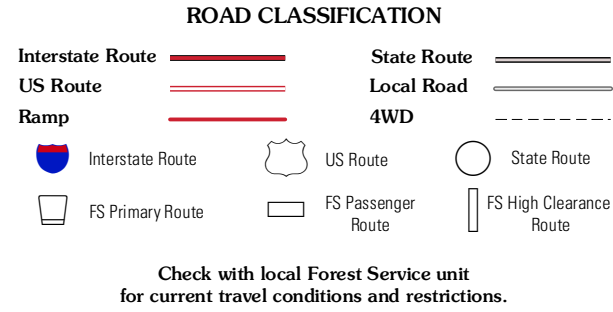 ROAD CLASSIFICATION
Interstate Route
State Route
US Route
Local Road
Ramp
4WD
Interstate Route
US Route
State Route
FS Primary Route
FS Passenger
Route
FS High Clearance
Route
Check with local Forest Service unit
for current travel conditions and restrictions.